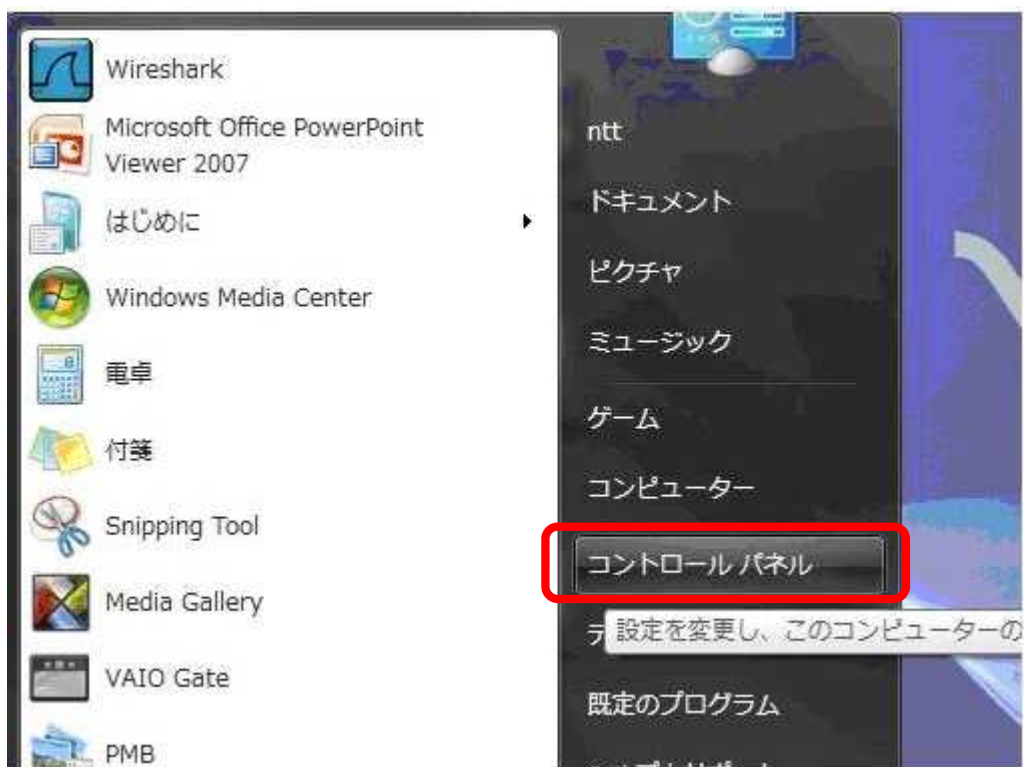 Wireshark
Microsoft Office PowerPoint
Viewer 2007
はじめに
Windows Media Center
電卓
付箋
Snipping Tool
Media Gallery
VAIO Gate
PMB
ntt
ドキュメント
ピクチャ
ミュージック
ゲーム
コンピューター
コントロール パネル
デ
設定を変更し、このコンピューターの
既定のプログラム